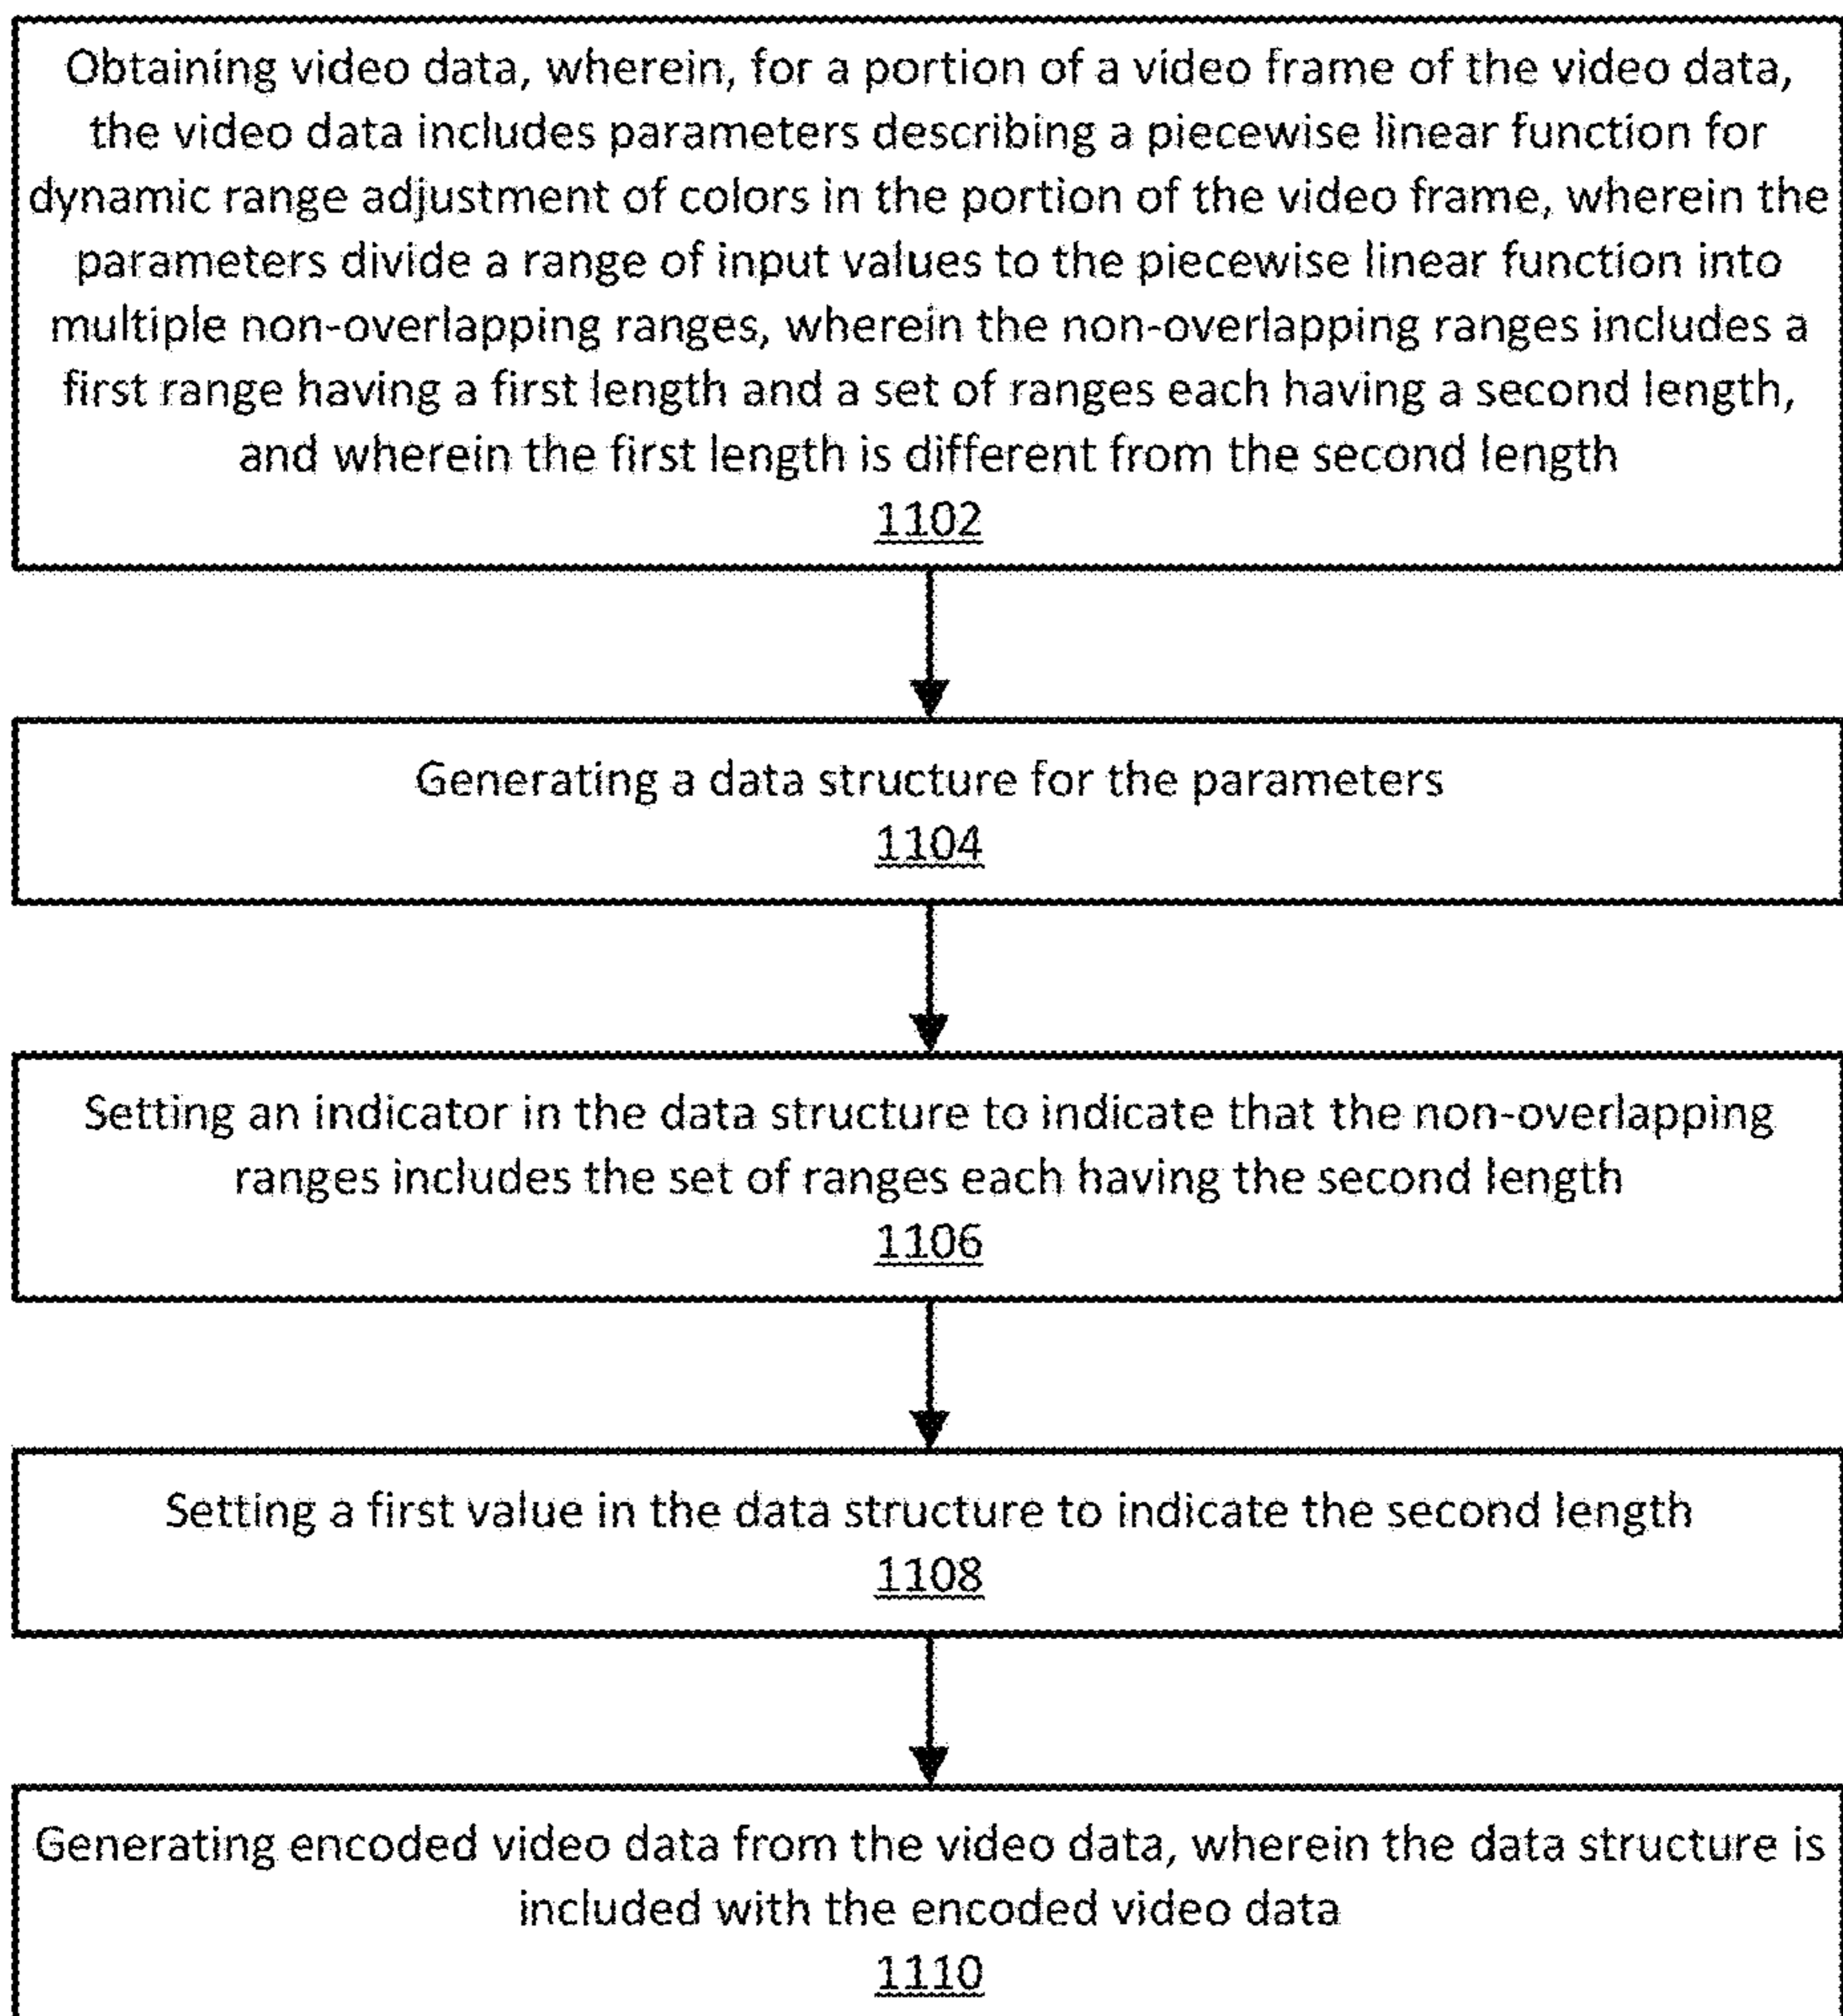 Obtaining video data, wherein, for a portion of a video frame of the video data,
the video data includes parameters describing a piecewise linear function for
dynamic range adjustment of colors in the portion of the video frame, wherein the
parameters divide a range of input values to the piecewise linear function into
multiple non-overlapping ranges, wherein the non-overlapping ranges includes a
first range having a first length and a set of ranges each having a second length,
and wherein the first length is different from the second length
1102
Generating a data structure for the parameters
1104
Setting an indicator in the data structure to indicate that the non-overlapping
ranges includes the set of ranges each having the second length
1106
Setting a first value in the data structure to indicate the second length
1108
Generating encoded video data from the video data, wherein the data structure is
included with the encoded video data
1110